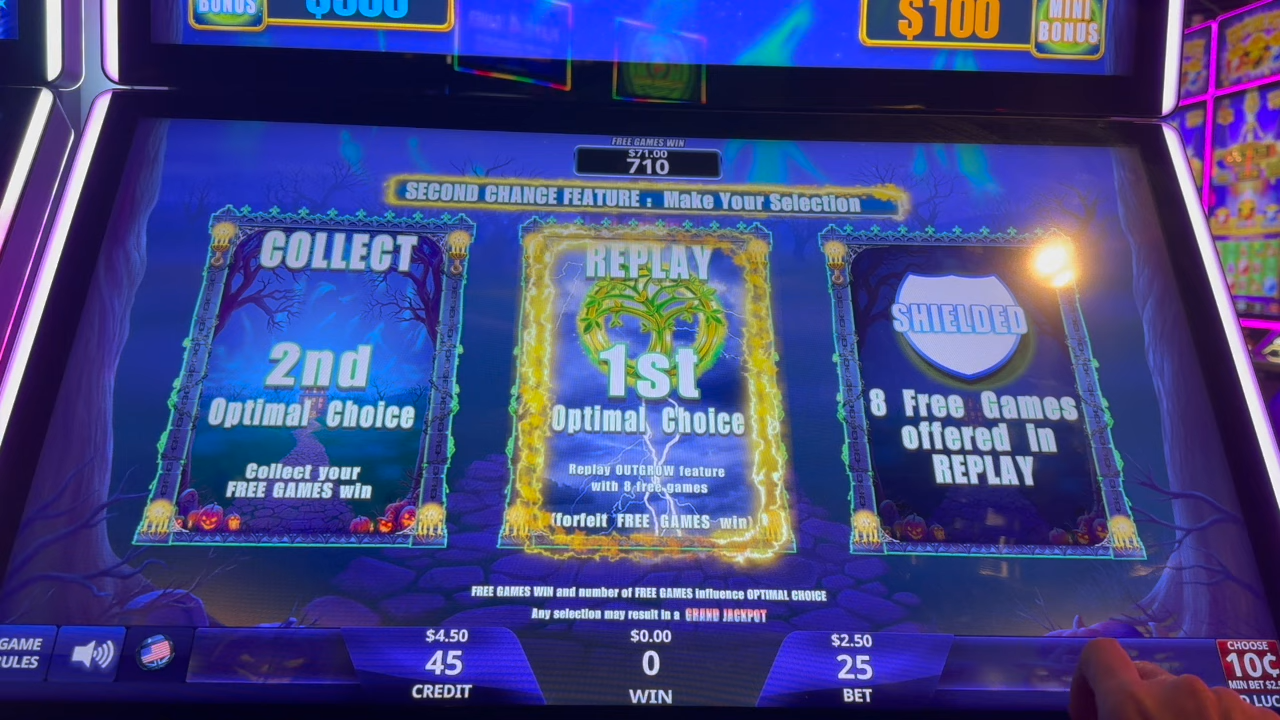 BONUS
$100
MINI
BONUS
FREE GAMES WIN
$71.00
710
SECOND CHANCE FEATURE : Make Your Selection
COLLECT
2nd
Optimal Choice
Collect your
FREE GAMES win
REPLAY
1st
Optimal Choice
Replay OUTGROW feature
with 8 free games
(forfeit FREE GAMES win)
SHIELDED
8 Free Games
offered in
REPLAY
FREE GAMES WIN and number of FREE GAMES influence OPTIMAL CHOICE
Any selection may result in a GRAND JACKPOT
GAME
RULES
$4.50
45
CREDIT
$0.00
0
WIN
$2.50
25
BET
CHOOSE
10¢
MIN BET